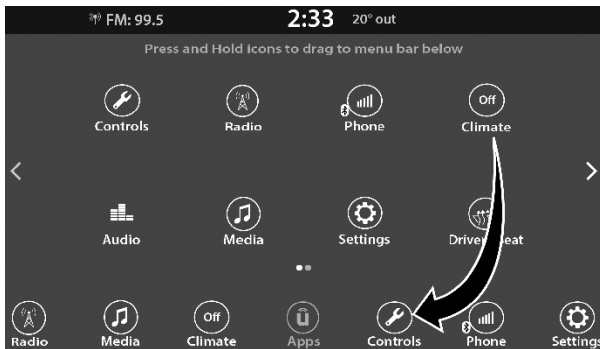 FM: 99.5 2:33 20° out
Press and Hold icons to drag to menu bar below
Off
Controls Radio Phone Climate
Audio Media Settings Driver Seat
Off ū
Radio Media Climate Apps Controls Phone Settings